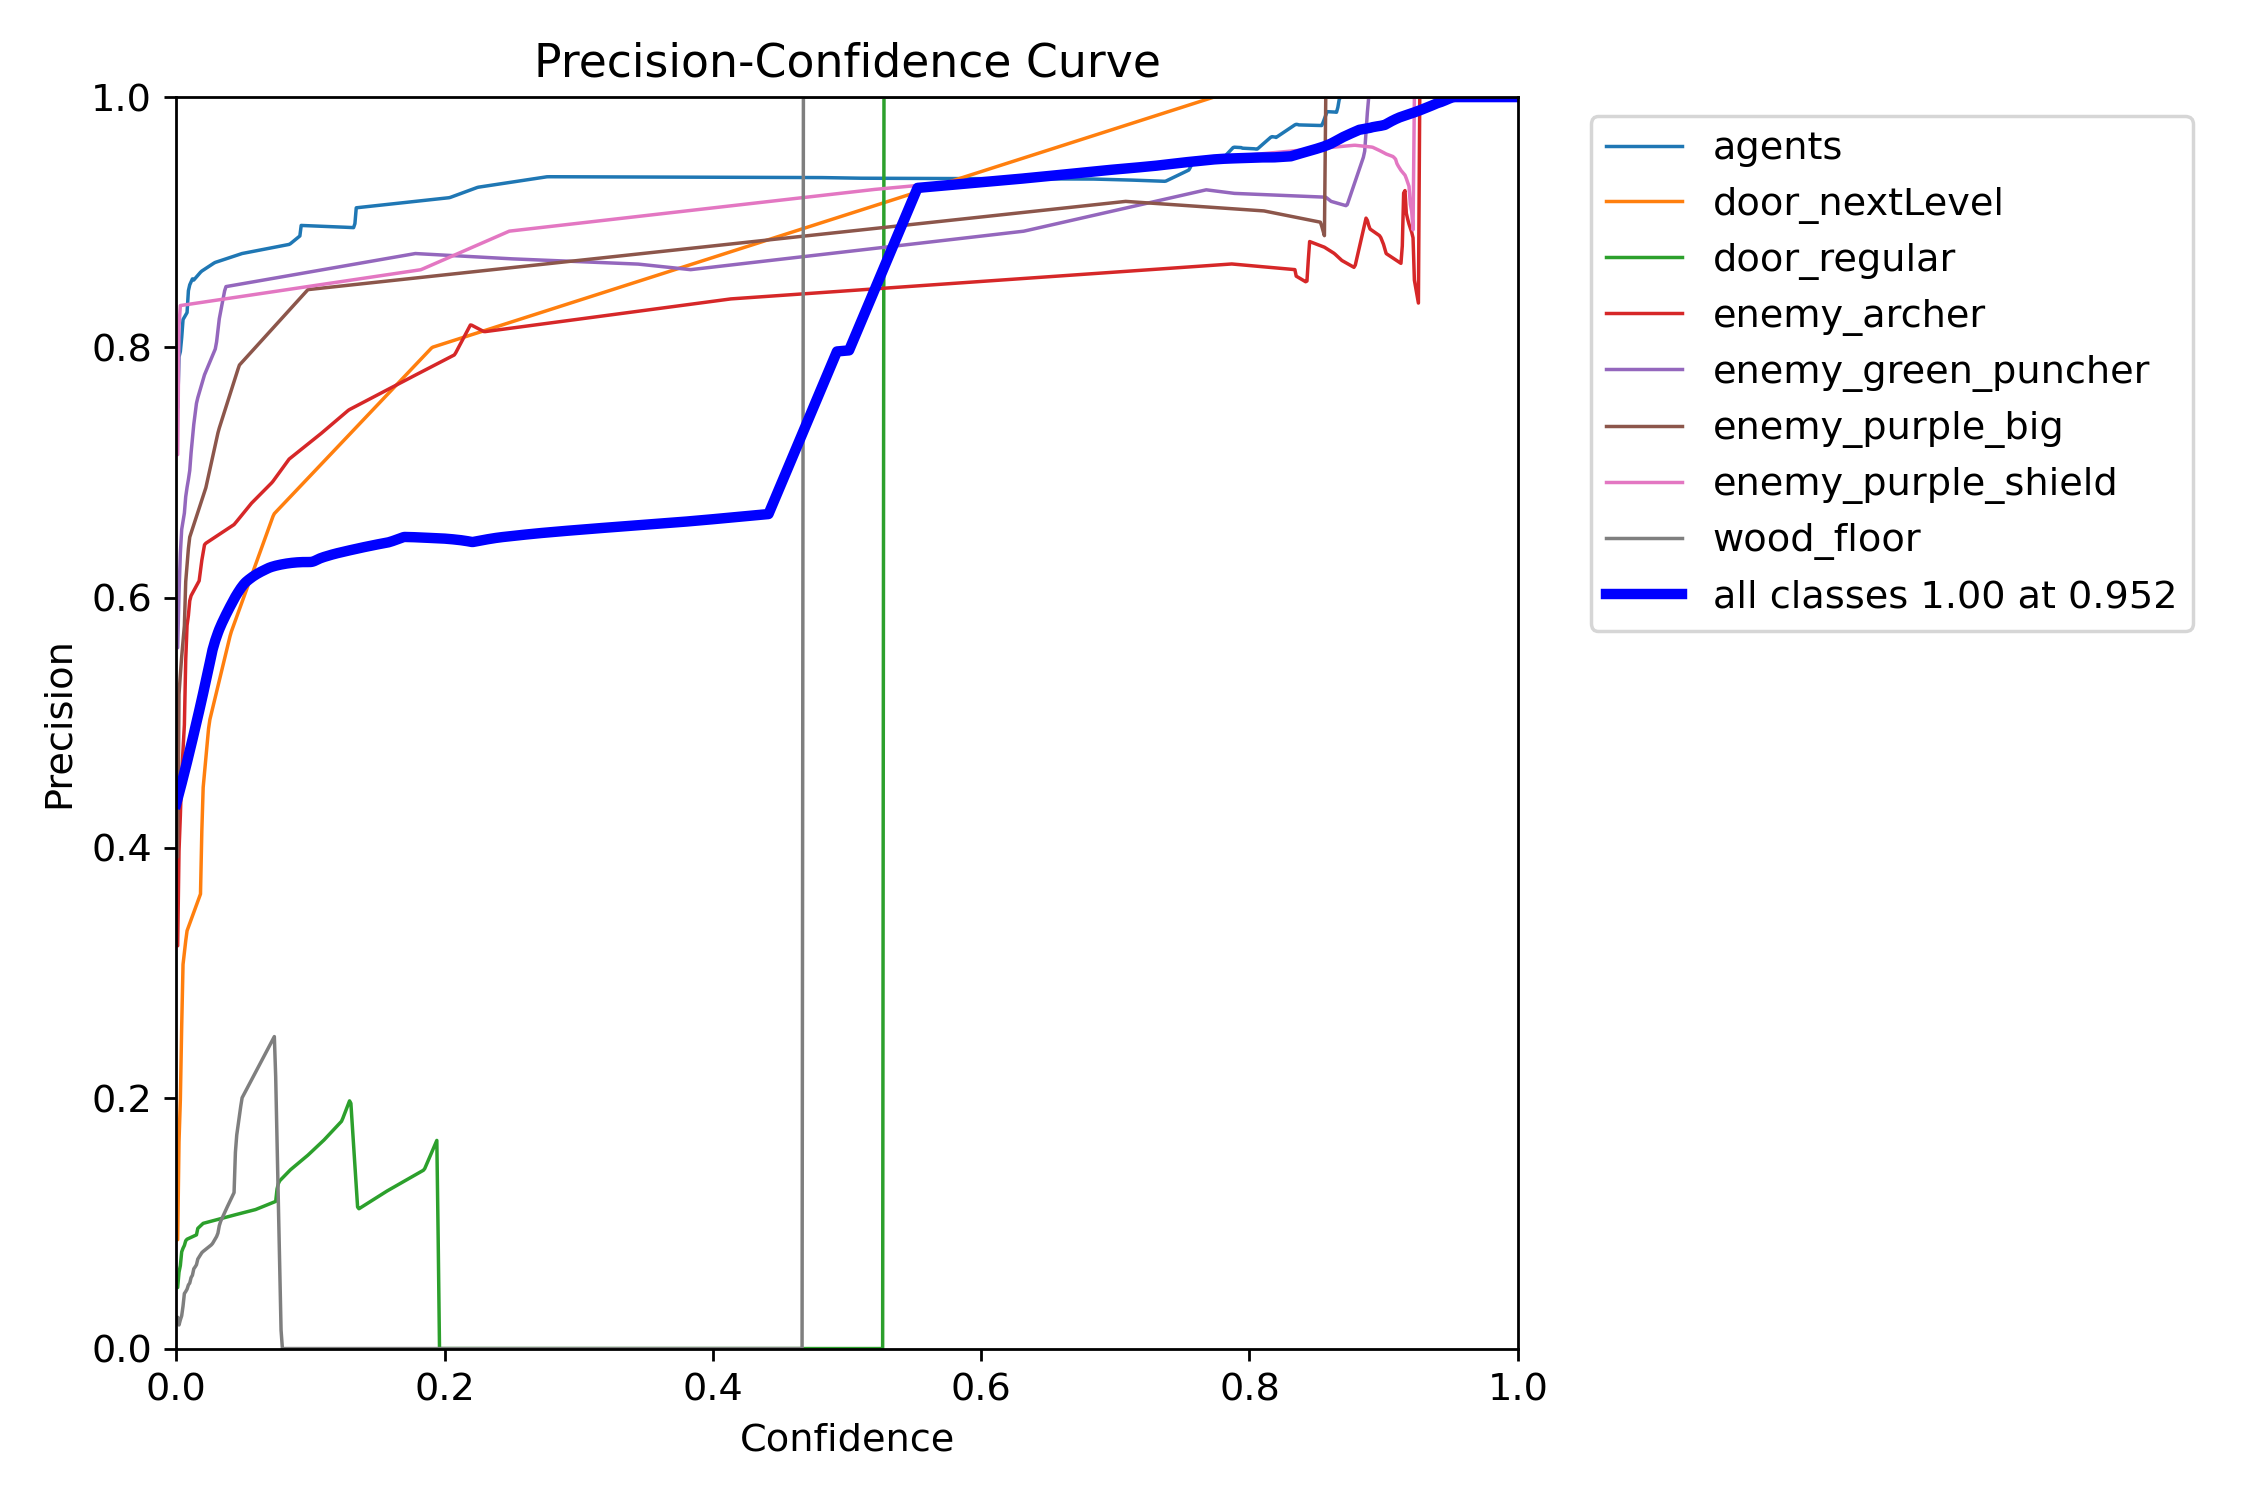 Precision-Confidence Curve
1.0
0.8
0.6
0.4
0.2
0.0
Precision
0.0 0.2 0.4 0.6 0.8 1.0
Confidence
agents
door_nextLevel
door_regular
enemy_archer
enemy_green_puncher
enemy_purple_big
enemy_purple_shield
wood_floor
all classes 1.00 at 0.952